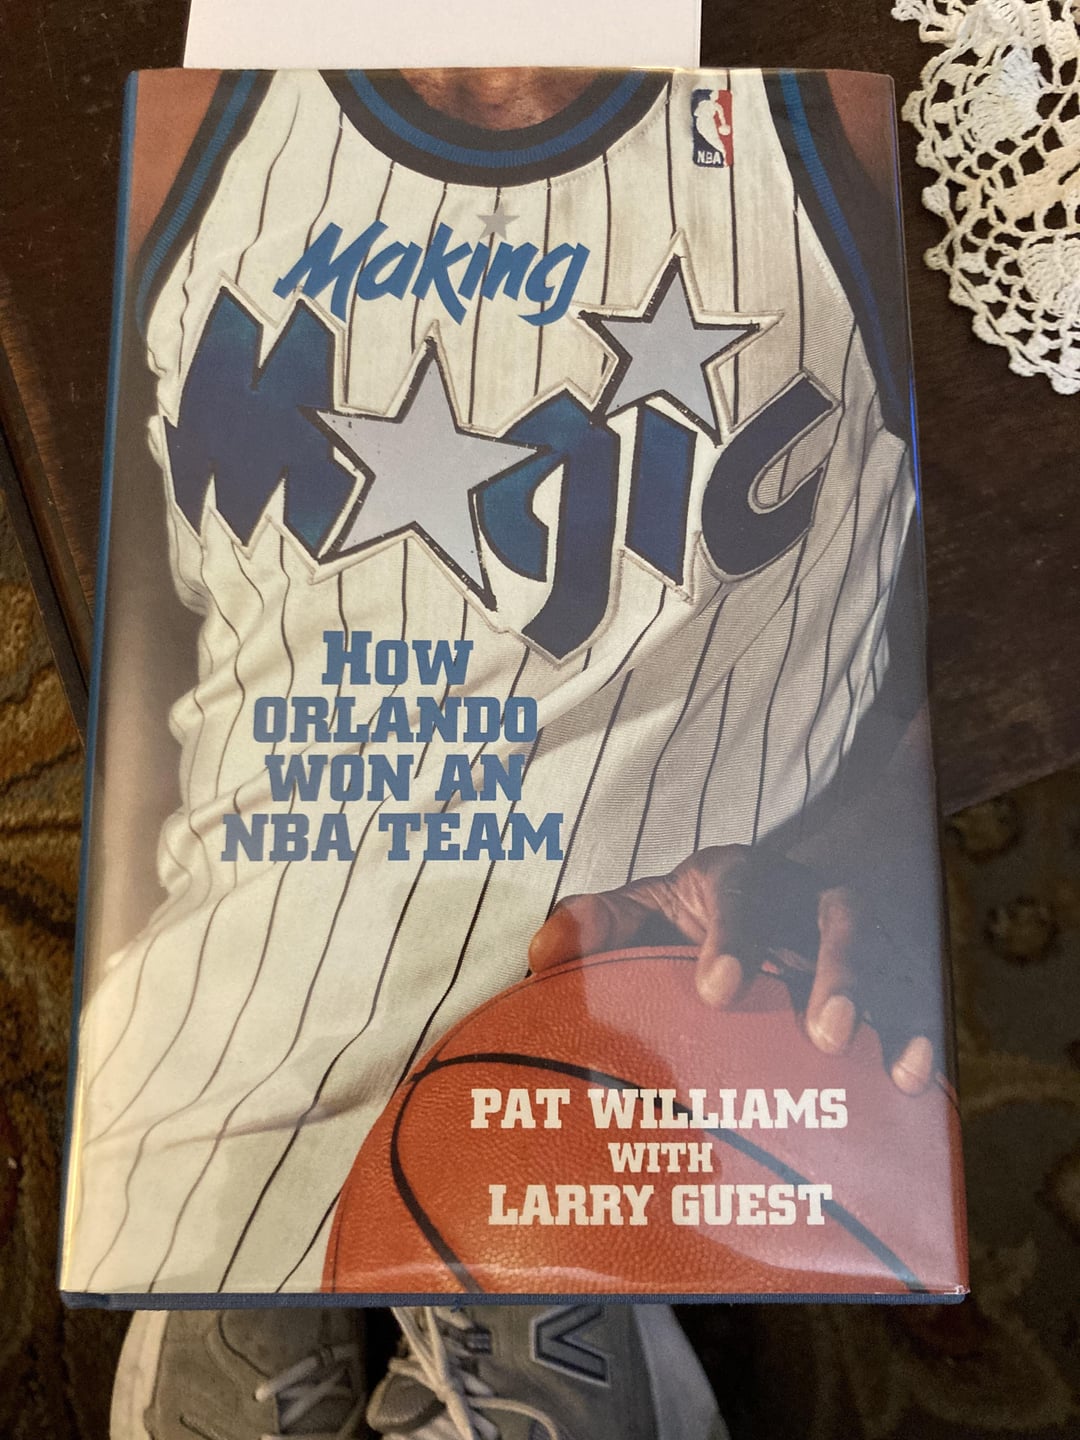 NBA
Making
Magic
How
ORLANDO
WON AN
NBA TEAM
PAT WILLIAMS
WITH
LARRY GUEST